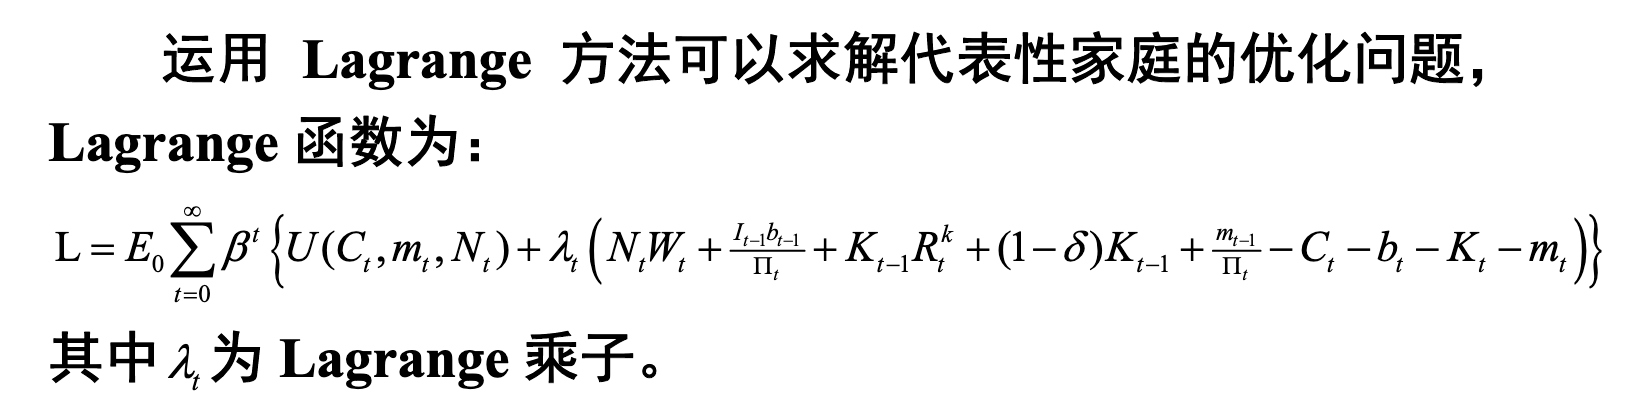 运用 Lagrange 方法可以求解代表性家庭的优化问题，
Lagrange 函数为：
$\mathrm{L} = E_0 \sum_{t=0}^{\infty} \beta^t \left\{ U(C_t, m_t, N_t) + \lambda_t \left( N_t W_t + \frac{I_{t-1} b_{t-1}}{\Pi_t} + K_{t-1} R_t^k + (1-\delta) K_{t-1} + \frac{m_{t-1}}{\Pi_t} - C_t - b_t - K_t - m_t \right) \right\}$
其中 $\lambda_t$ 为 Lagrange 乘子。